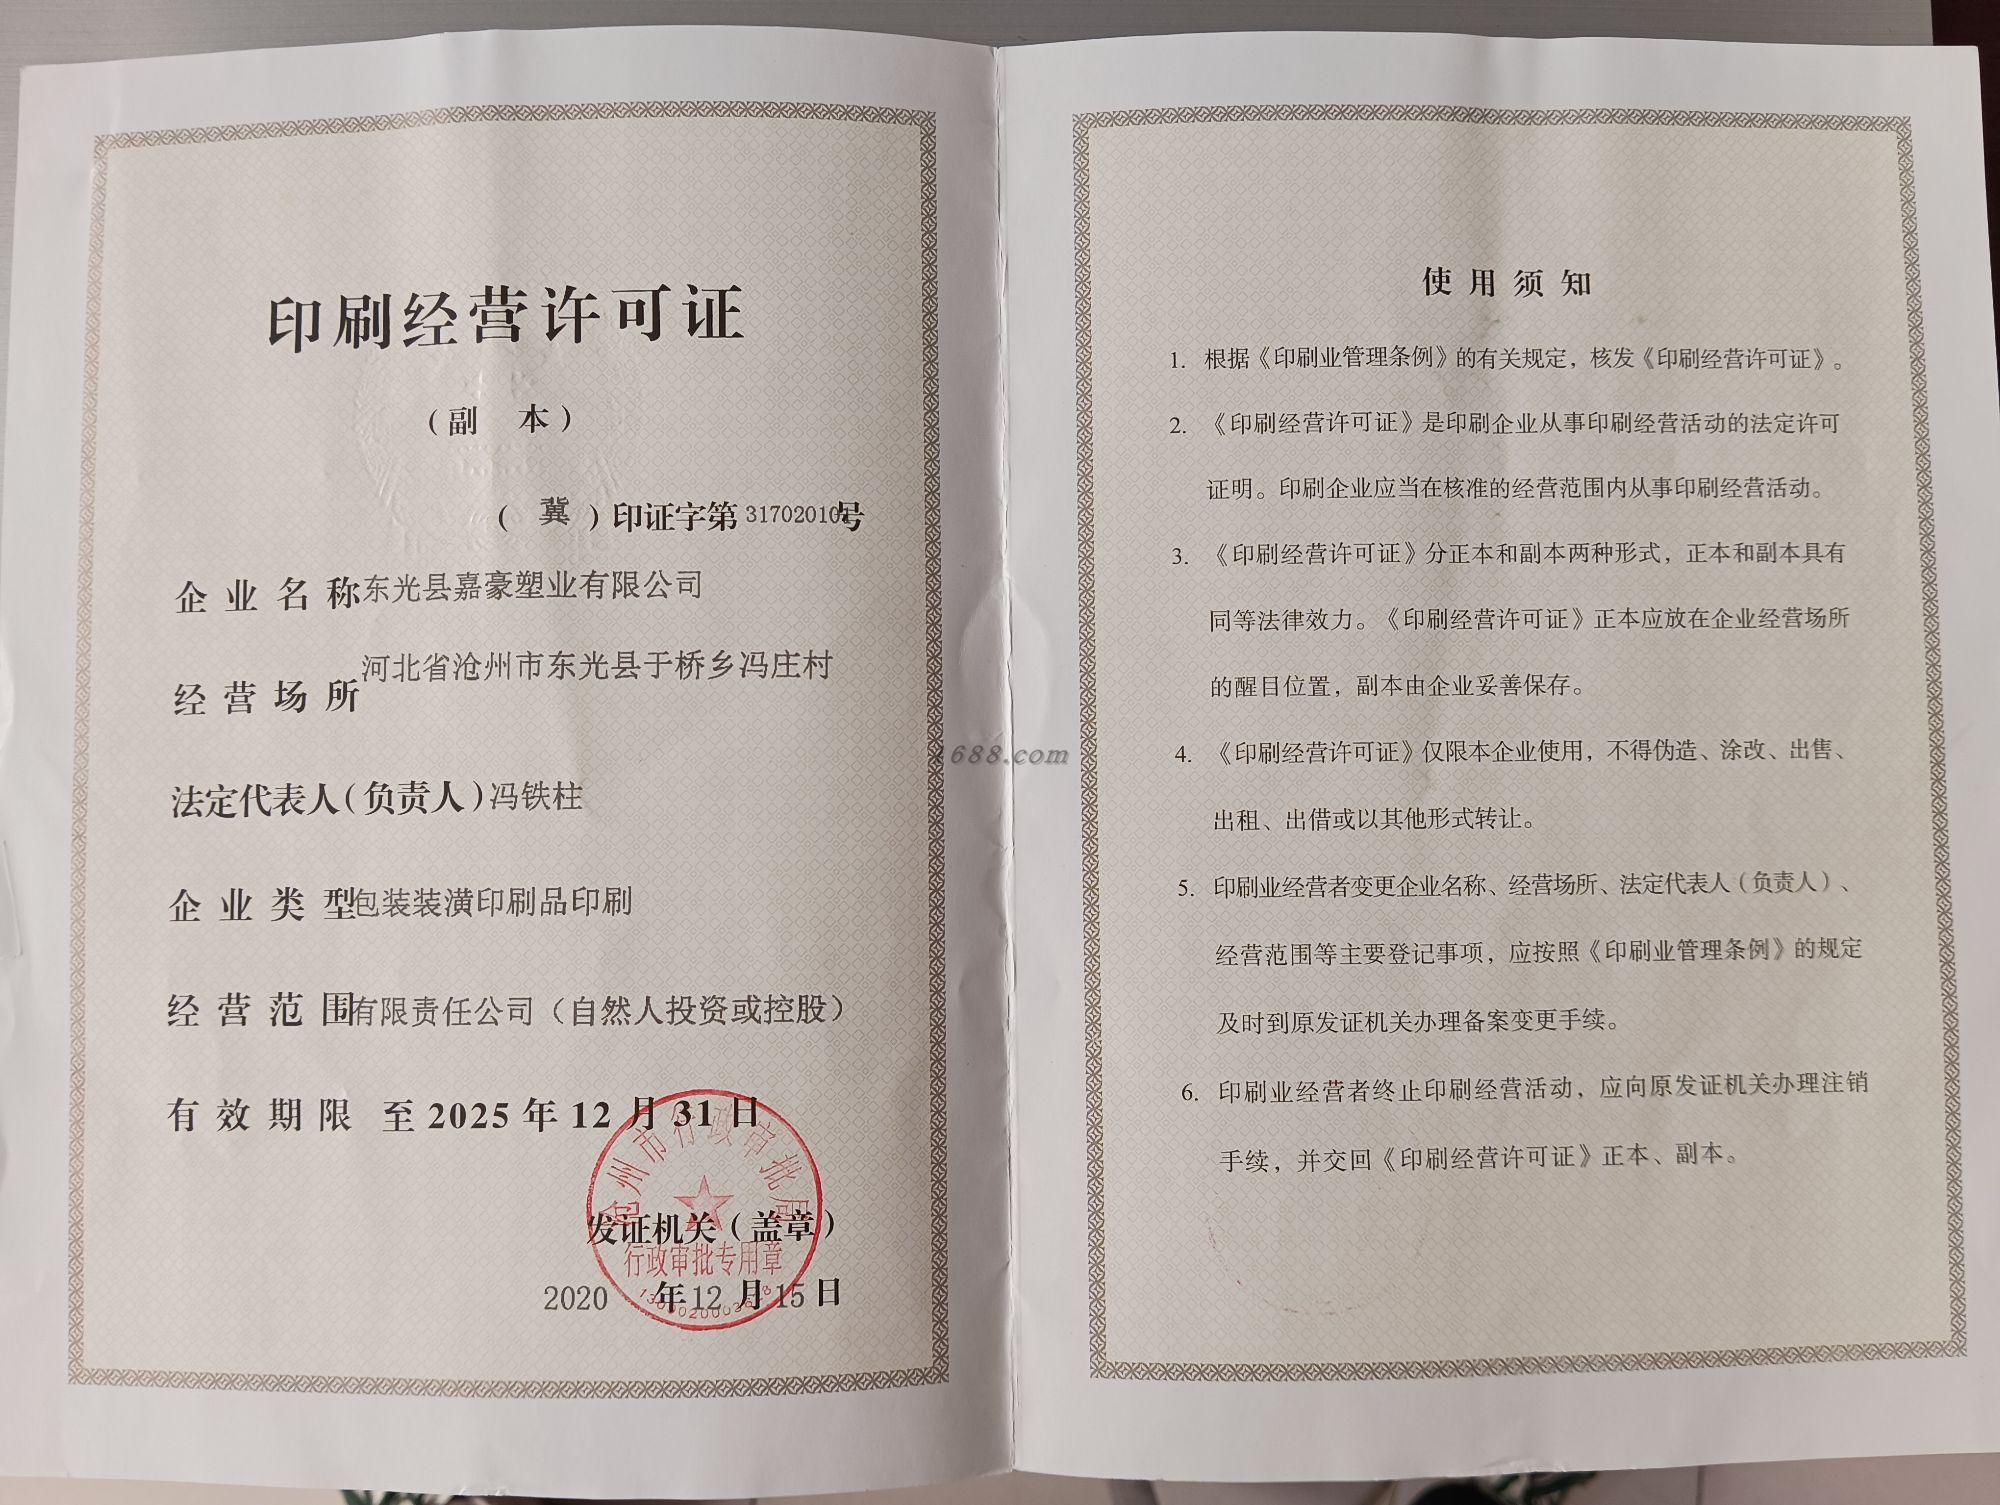 印刷经营许可证
（副 本）
（ 冀 ）印证字第 31702010 号
企业名称东光县嘉豪塑业有限公司
河北省沧州市东光县于桥乡冯庄村
经营场所
法定代表人（负责人）冯铁柱
企业类型包装装潢印刷品印刷
经营范围有限责任公司（自然人投资或控股）
有效期限 至 2025 年 12 月 31 日
沧州市行政审批局
发证机关（盖章）
行政审批专用章
2020 年 12 月 15 日
使用须知
1. 根据《印刷业管理条例》的有关规定，核发《印刷经营许可证》。
2. 《印刷经营许可证》是印刷企业从事印刷经营活动的法定许可
证明。印刷企业应当在核准的经营范围内从事印刷经营活动。
3. 《印刷经营许可证》分正本和副本两种形式，正本和副本具有
同等法律效力。《印刷经营许可证》正本应放在企业经营场所
的醒目位置，副本由企业妥善保存。
4. 《印刷经营许可证》仅限本企业使用，不得伪造、涂改、出售、
出租、出借或以其他形式转让。
5. 印刷业经营者变更企业名称、经营场所、法定代表人（负责人）、
经营范围等主要登记事项，应按照《印刷业管理条例》的规定
及时到原发证机关办理备案变更手续。
6. 印刷业经营者终止印刷经营活动，应向原发证机关办理注销
手续，并交回《印刷经营许可证》正本、副本。
1688.com